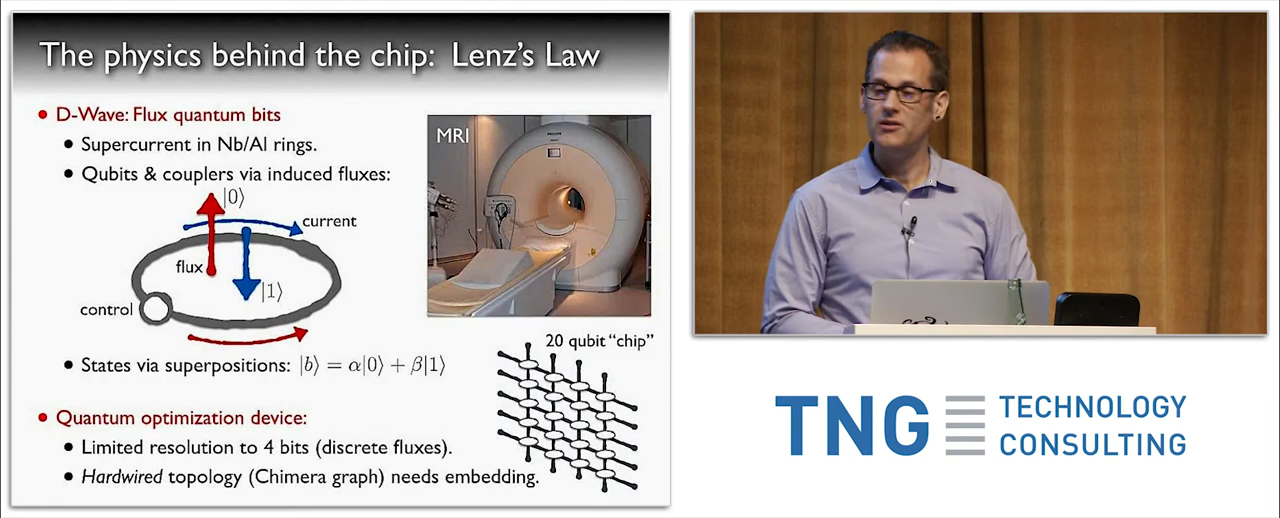 The physics behind the chip: Lenz's Law
• D-Wave: Flux quantum bits
• Supercurrent in Nb/Al rings.
• Qubits & couplers via induced fluxes:
|0⟩
current
flux
|1⟩
control
MRI
PHILIPS
• States via superpositions: |b⟩ = α|0⟩ + β|1⟩
20 qubit “chip”
• Quantum optimization device:
• Limited resolution to 4 bits (discrete fluxes).
• Hardwired topology (Chimera graph) needs embedding.
TNG TECHNOLOGY
CONSULTING